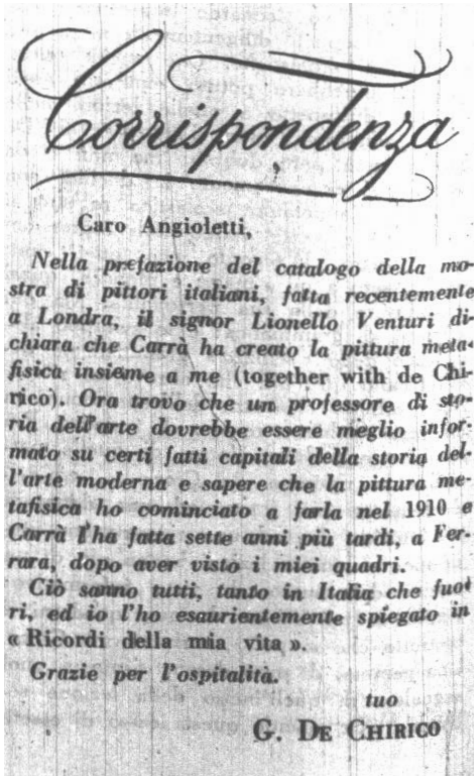 Corrispondenza
Caro Angioletti,
Nella prefazione del catalogo della mo-
stra di pittori italiani, fatta recentemente
a Londra, il signor Lionello Venturi di-
chiara che Carrà ha creato la pittura meta-
fisica insieme a me (together with de Chi-
rico). Ora trovo che un professore di sto-
ria dell'arte dovrebbe essere meglio infor-
mato su certi fatti capitali della storia del-
l'arte moderna e sapere che la pittura me-
tafisica ho cominciato a farla nel 1910 e
Carrà l'ha fatta sette anni più tardi, a Fer-
rara, dopo aver visto i miei quadri.
Ciò sanno tutti, tanto in Italia che fuo-
ri, ed io l'ho esaurientemente spiegato in
« Ricordi della mia vita ».
Grazie per l'ospitalità.
tuo
G. DE CHIRICO